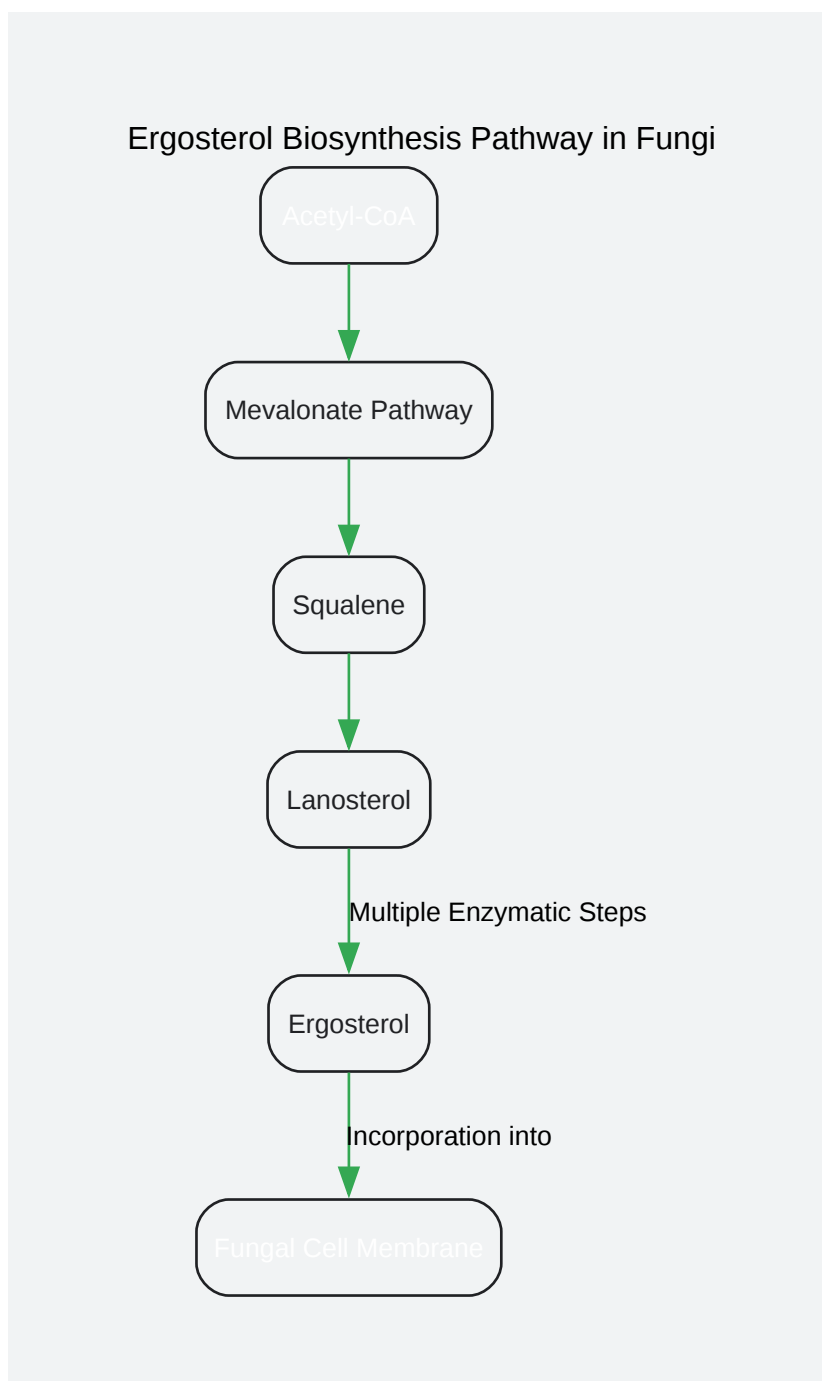 Ergosterol Biosynthesis Pathway in Fungi
Acetyl-CoA
Mevalonate Pathway
Squalene
Lanosterol
Multiple Enzymatic Steps
Ergosterol
Incorporation into
Fungal Cell Membrane